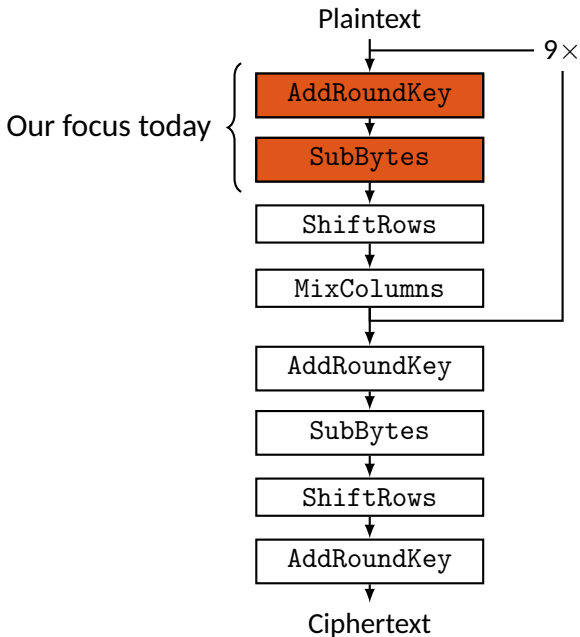 Plaintext
9×
AddRoundKey
Our focus today
SubBytes
ShiftRows
MixColumns
AddRoundKey
SubBytes
ShiftRows
AddRoundKey
Ciphertext